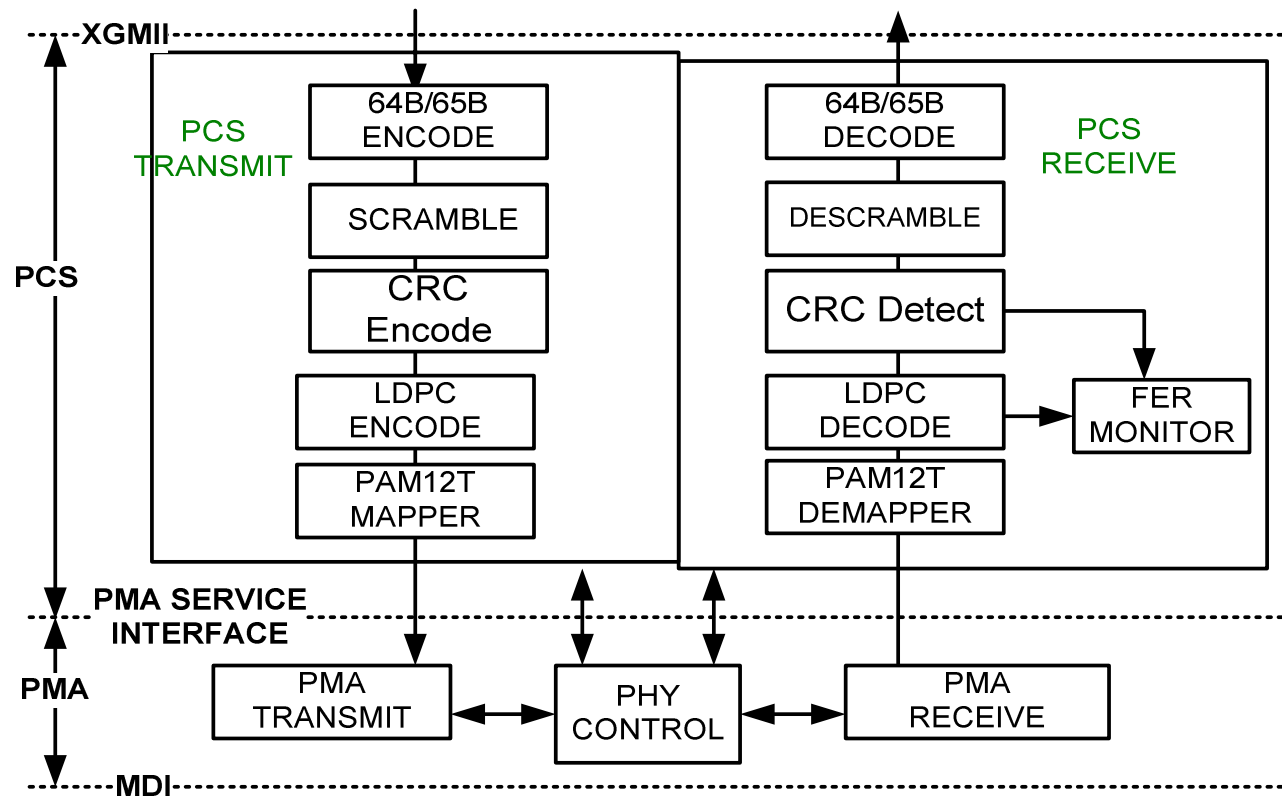 XGMII
64B/65B
ENCODE
PCS
TRANSMIT
SCRAMBLE
CRC
Encode
LDPC
ENCODE
PAM12T
MAPPER
64B/65B
DECODE
PCS
RECEIVE
DESCRAMBLE
CRC Detect
LDPC
DECODE
FER
MONITOR
PAM12T
DEMAPPER
PCS
PMA SERVICE
INTERFACE
PMA
PMA
TRANSMIT
PHY
CONTROL
PMA
RECEIVE
MDI